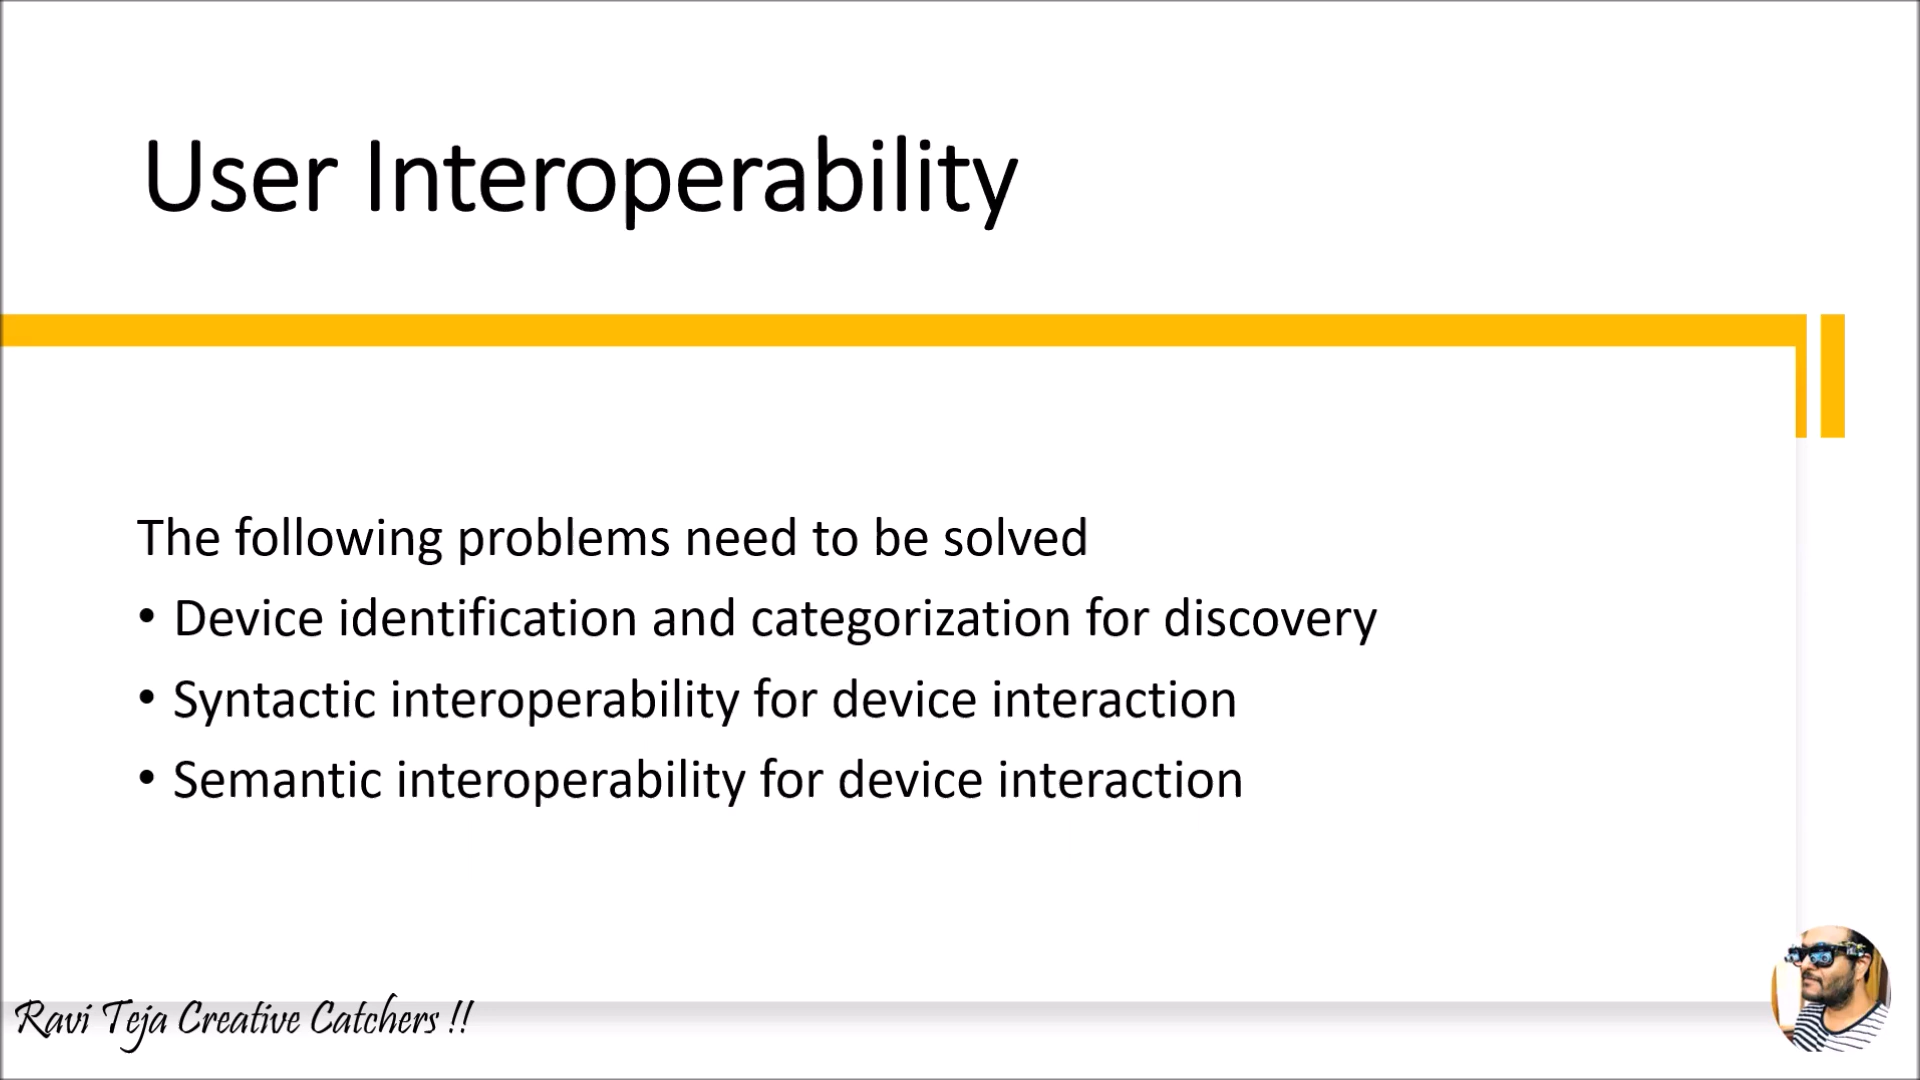 User Interoperability
The following problems need to be solved
• Device identification and categorization for discovery
• Syntactic interoperability for device interaction
• Semantic interoperability for device interaction
Ravi Teja Creative Catchers !!